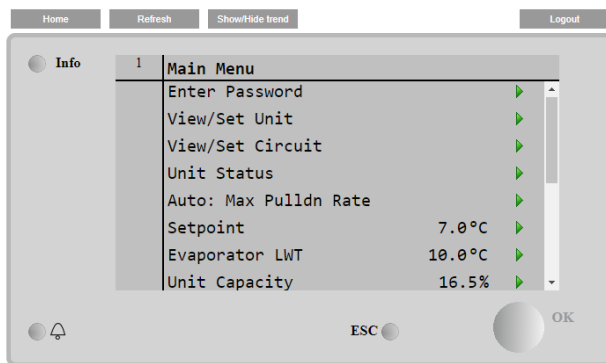 Home Refresh Show/Hide trend Logout
Info
1 Main Menu
Enter Password
View/Set Unit
View/Set Circuit
Unit Status
Auto: Max Pulldn Rate
Setpoint 7.0°C
Evaporator LWT 10.0°C
Unit Capacity 16.5%
ESC
OK